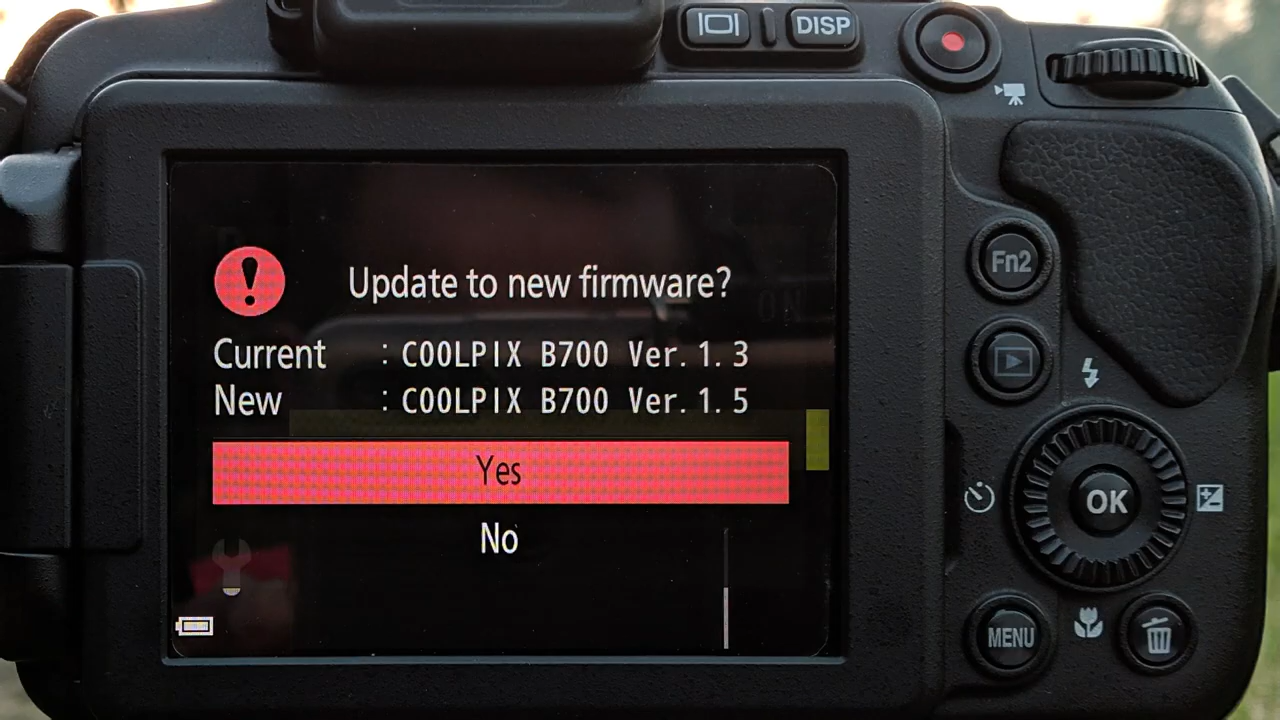 DISP
Update to new firmware?
Current : COOLPIX B700 Ver.1.3
New : COOLPIX B700 Ver.1.5
Yes
No
Fn2
OK
MENU
ON